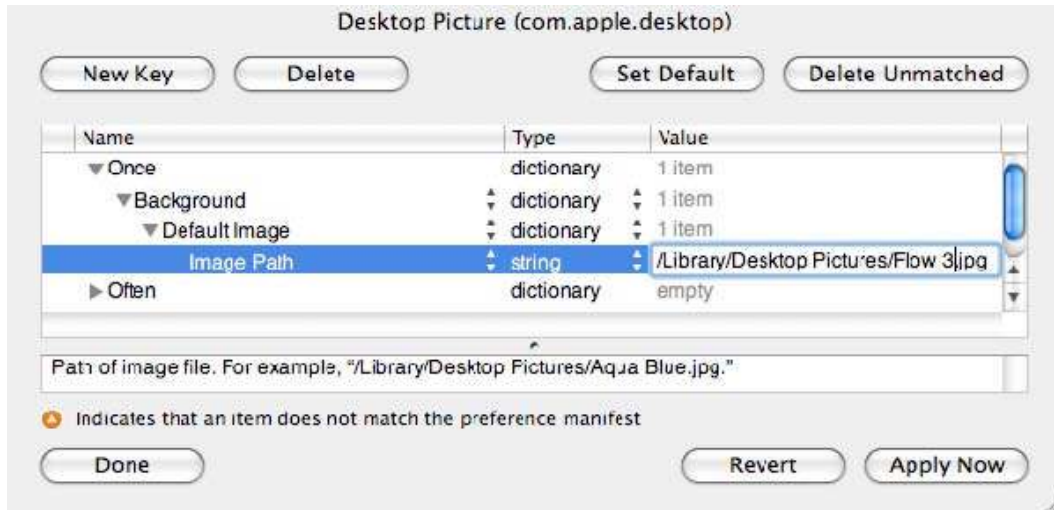 Desktop Picture (com.apple.desktop)
New Key Delete Set Default Delete Unmatched
Name Type Value
Once dictionary 1 item
Background dictionary 1 item
Default Image dictionary 1 item
Image Path string /Library/Desktop Pictures/Flow 3.jpg
Often dictionary empty
Path of image file. For example, “/Library/Desktop Pictures/Aqua Blue.jpg.”
Indicates that an item does not match the preference manifest
Done Revert Apply Now